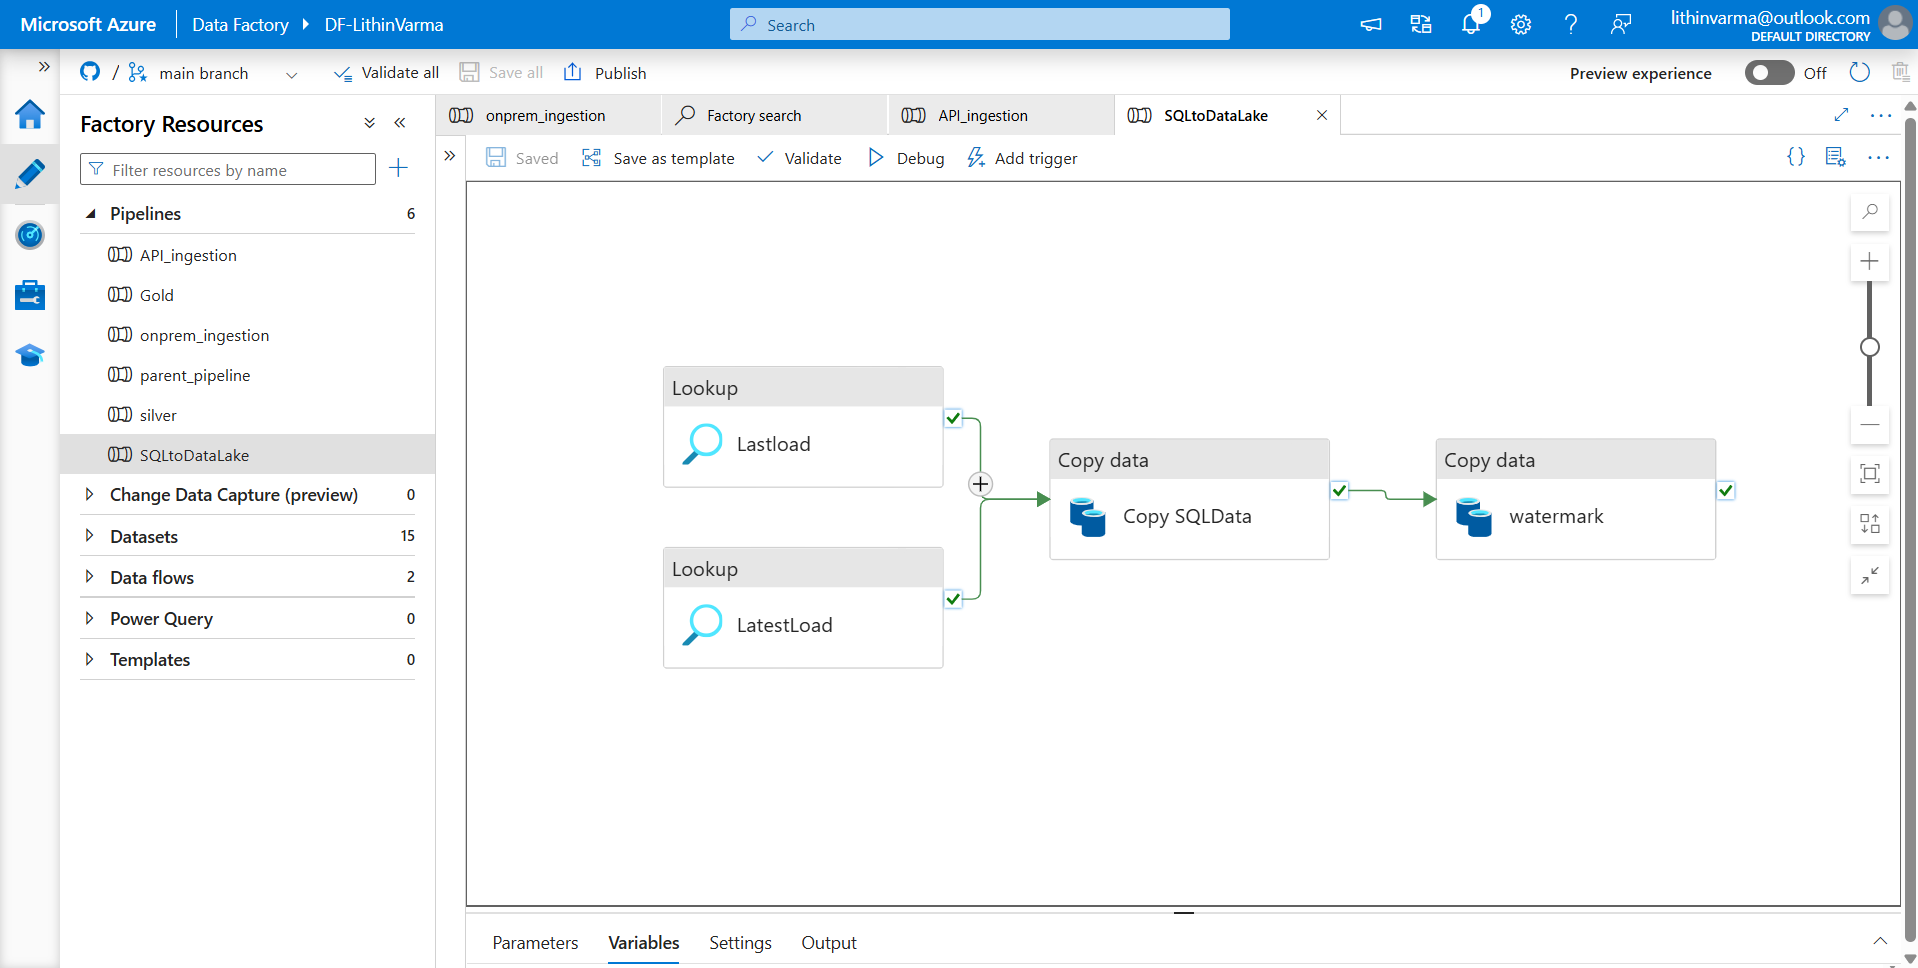 Microsoft Azure
Data Factory
DF-LithinVarma
Search
1
lithinvarma@outlook.com
DEFAULT DIRECTORY
/
main branch
Validate all
Save all
Publish
Preview experience
Off
Factory Resources
Filter resources by name
Pipelines
6
API_ingestion
Gold
onprem_ingestion
parent_pipeline
silver
SQLtoDataLake
Change Data Capture (preview)
0
Datasets
15
Data flows
2
Power Query
0
Templates
0
onprem_ingestion
Factory search
API_ingestion
SQLtoDataLake
Saved
Save as template
Validate
Debug
Add trigger
{}
Lookup
Lastload
Lookup
LatestLoad
Copy data
Copy SQLData
Copy data
watermark
Parameters
Variables
Settings
Output